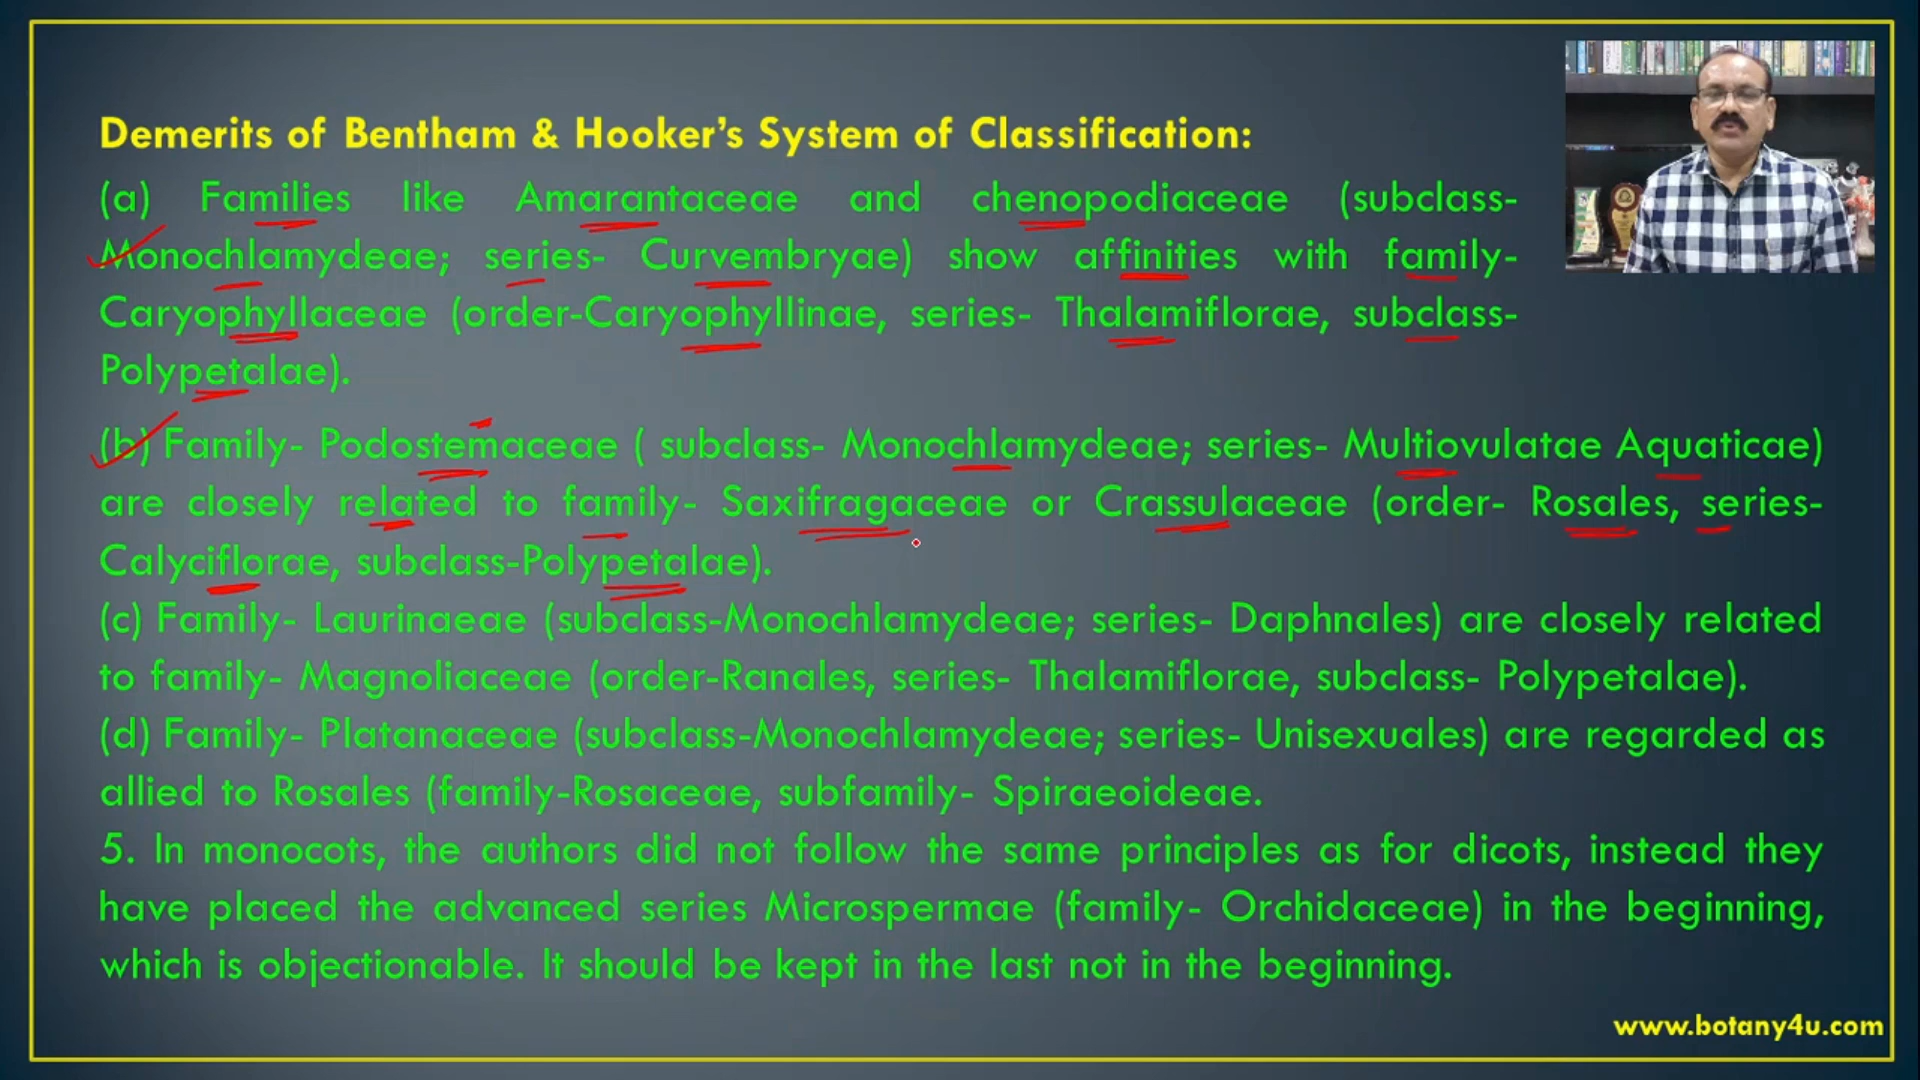 Demerits of Bentham & Hooker's System of Classification:
(a) Families like Amarantaceae and chenopodiaceae (subclass-
Monochlamydeae; series- Curvembryae) show affinities with family-
Caryophyllaceae (order-Caryophyllinae, series- Thalamiflorae, subclass-
Polypetalae).
(b) Family- Podostemaceae ( subclass- Monochlamydeae; series- Multiovulatae Aquaticae)
are closely related to family- Saxifragaceae or Crassulaceae (order- Rosales, series-
Calyciflorae, subclass-Polypetalae).
(c) Family- Laurinaeae (subclass-Monochlamydeae; series- Daphnales) are closely related
to family- Magnoliaceae (order-Ranales, series- Thalamiflorae, subclass- Polypetalae).
(d) Family- Platanaceae (subclass-Monochlamydeae; series- Unisexuales) are regarded as
allied to Rosales (family-Rosaceae, subfamily- Spiraeoideae.
5. In monocots, the authors did not follow the same principles as for dicots, instead they
have placed the advanced series Microspermae (family- Orchidaceae) in the beginning,
which is objectionable. It should be kept in the last not in the beginning.
www.botany4u.com